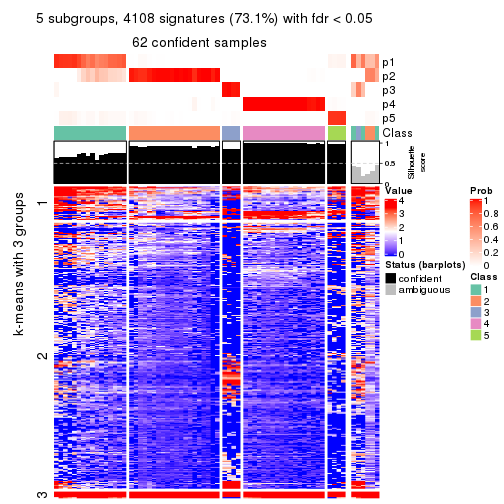 5 subgroups, 4108 signatures (73.1%) with fdr < 0.05
62 confident samples
p1
p2
p3
p4
p5
Class
1
0.5
0
Silhouette
score
k-means with 3 groups
1
2
3
Value
4
3
2
1
0
Status (barplots)
confident
ambiguous
Prob
1
0.8
0.6
0.4
0.2
0
Class
1
2
3
4
5